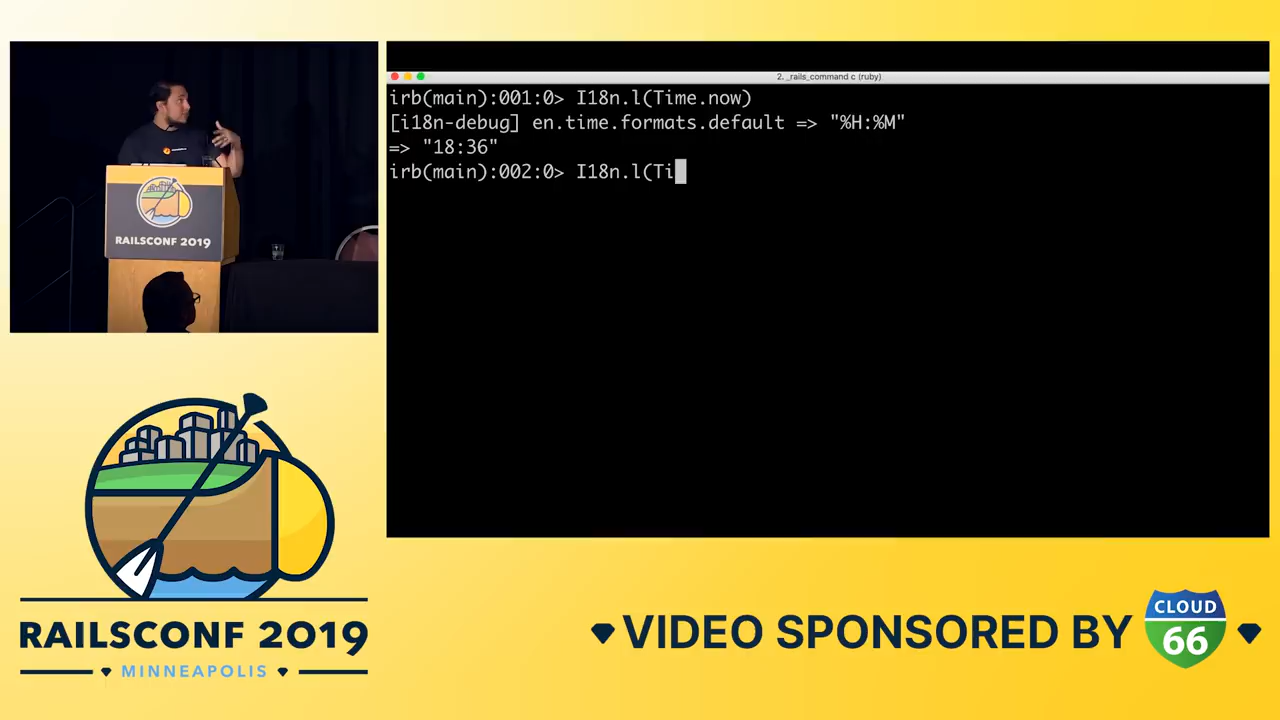 2. _rails_command c (ruby)
irb(main):001:0> I18n.l(Time.now)
[i18n-debug] en.time.formats.default => "%H:%M"
=> "18:36"
irb(main):002:0> I18n.l(Ti
RAILSCONF 2019
RAILSCONF 2019
MINNEAPOLIS
VIDEO SPONSORED BY
CLOUD
66